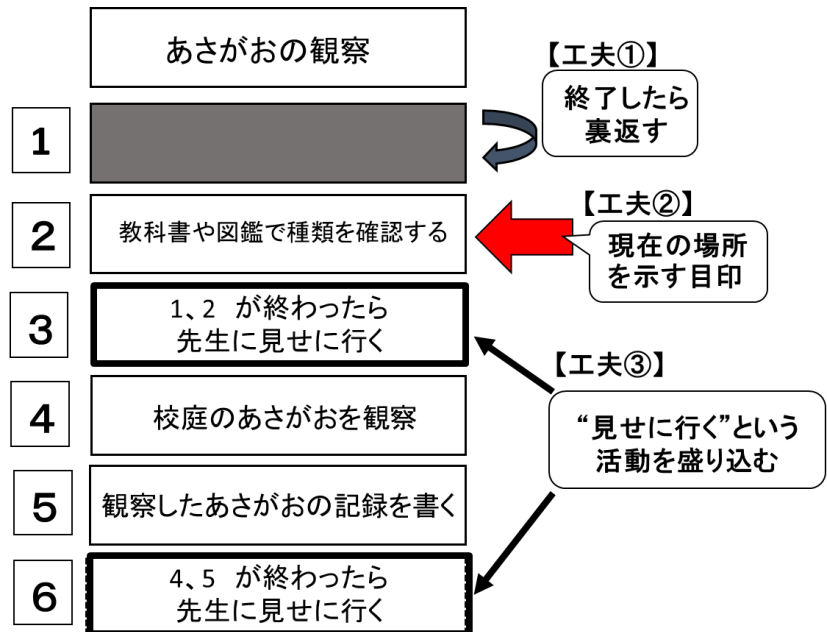 あさがおの観察
【工夫①】
終了したら
裏返す
1
2
教科書や図鑑で種類を確認する
【工夫②】
現在の場所
を示す目印
3
1、2 が終わったら
先生に見せに行く
【工夫③】
“見せに行く”という
活動を盛り込む
4
校庭のあさがおを観察
5
観察したあさがおの記録を書く
6
4、5 が終わったら
先生に見せに行く